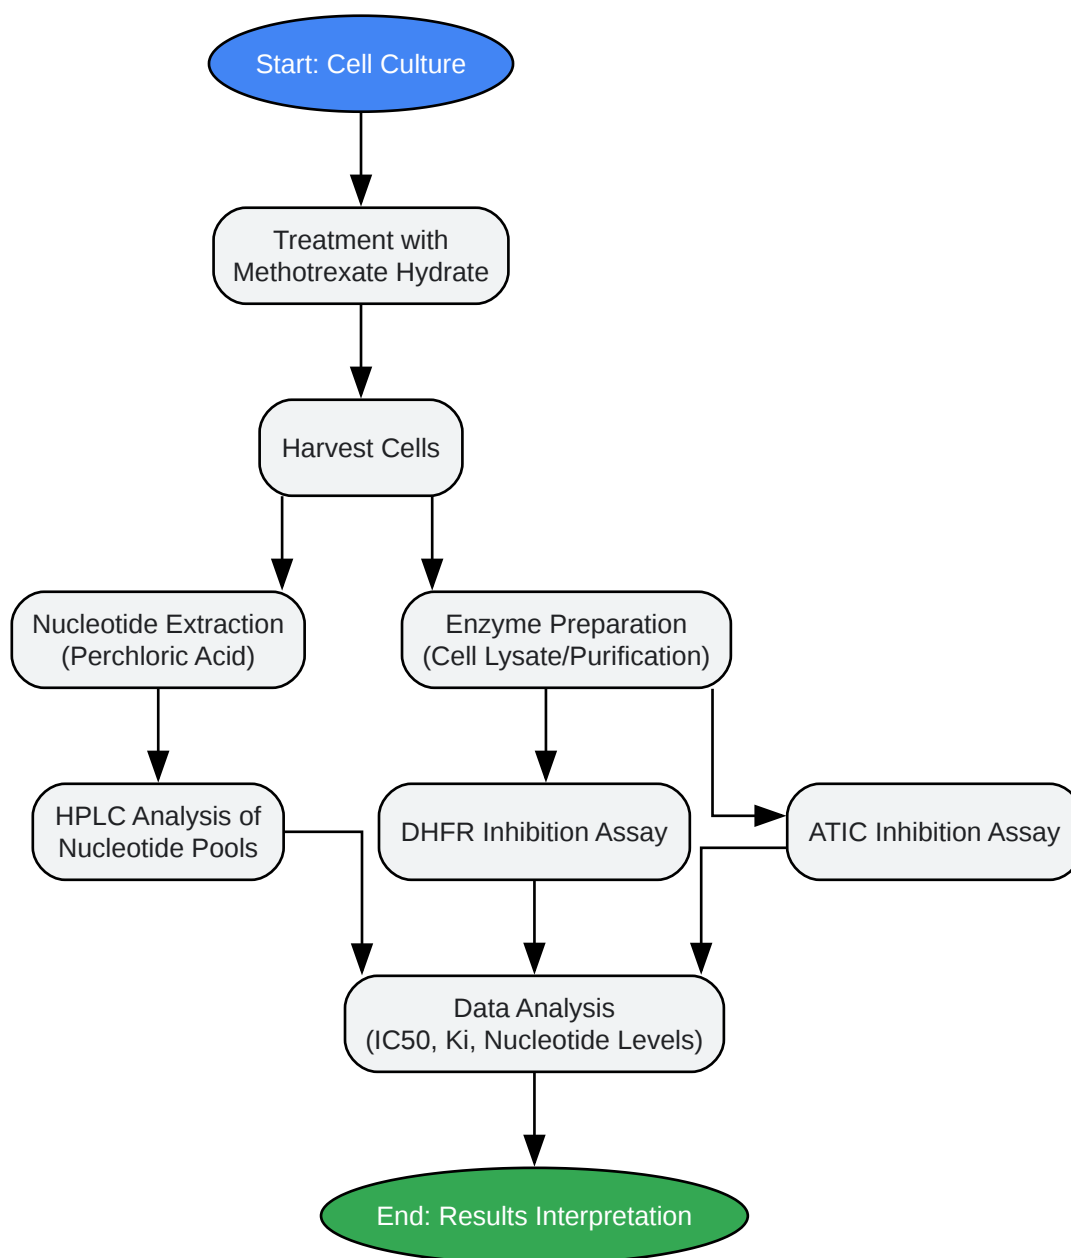 Start: Cell Culture
Treatment with
Methotrexate Hydrate
Harvest Cells
Nucleotide Extraction
(Perchloric Acid)
Enzyme Preparation
(Cell Lysate/Purification)
HPLC Analysis of
Nucleotide Pools
DHFR Inhibition Assay
ATIC Inhibition Assay
Data Analysis
(IC50, Ki, Nucleotide Levels)
End: Results Interpretation